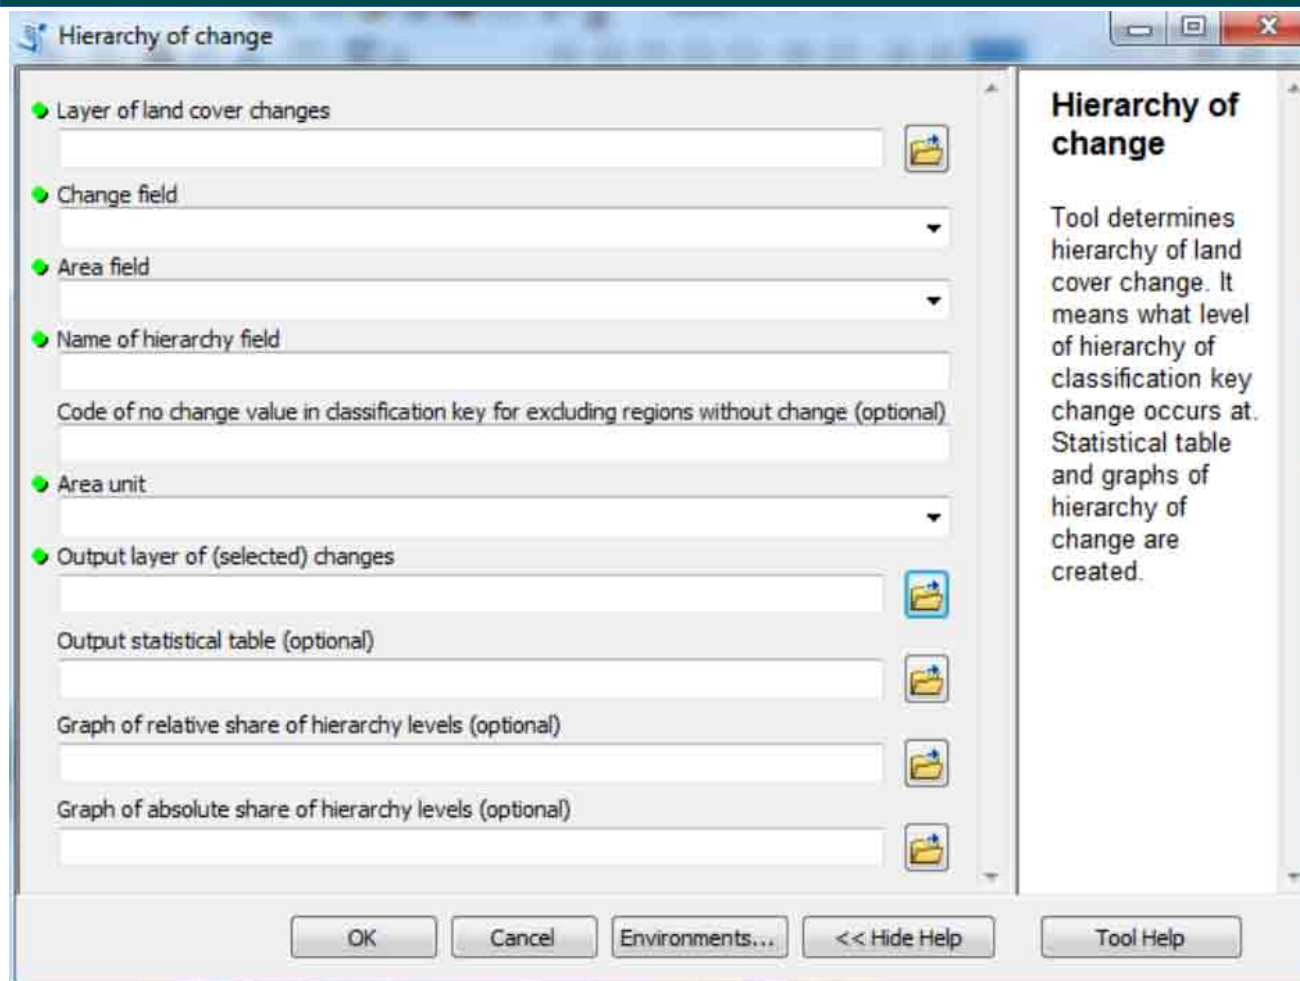 Hierarchy of change
Layer of land cover changes
Change field
Area field
Name of hierarchy field
Code of no change value in classification key for excluding regions without change (optional)
Area unit
Output layer of (selected) changes
Output statistical table (optional)
Graph of relative share of hierarchy levels (optional)
Graph of absolute share of hierarchy levels (optional)
OK
Cancel
Environments...
<< Hide Help
Hierarchy of
change
Tool determines
hierarchy of land
cover change. It
means what level
of hierarchy of
classification key
change occurs at.
Statistical table
and graphs of
hierarchy of
change are
created.
Tool Help